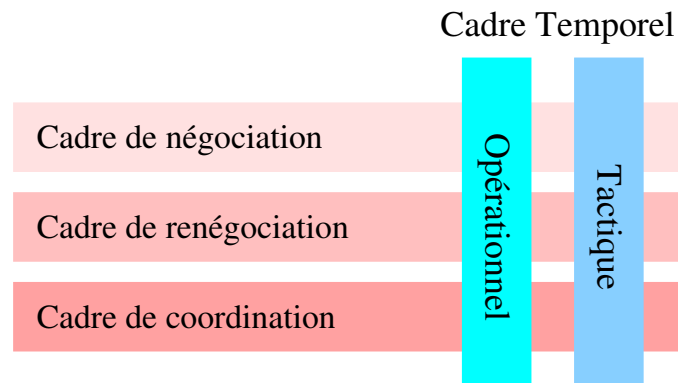 Cadre Temporel
Cadre de négociation
Cadre de renégociation
Cadre de coordination
Opérationnel
Tactique